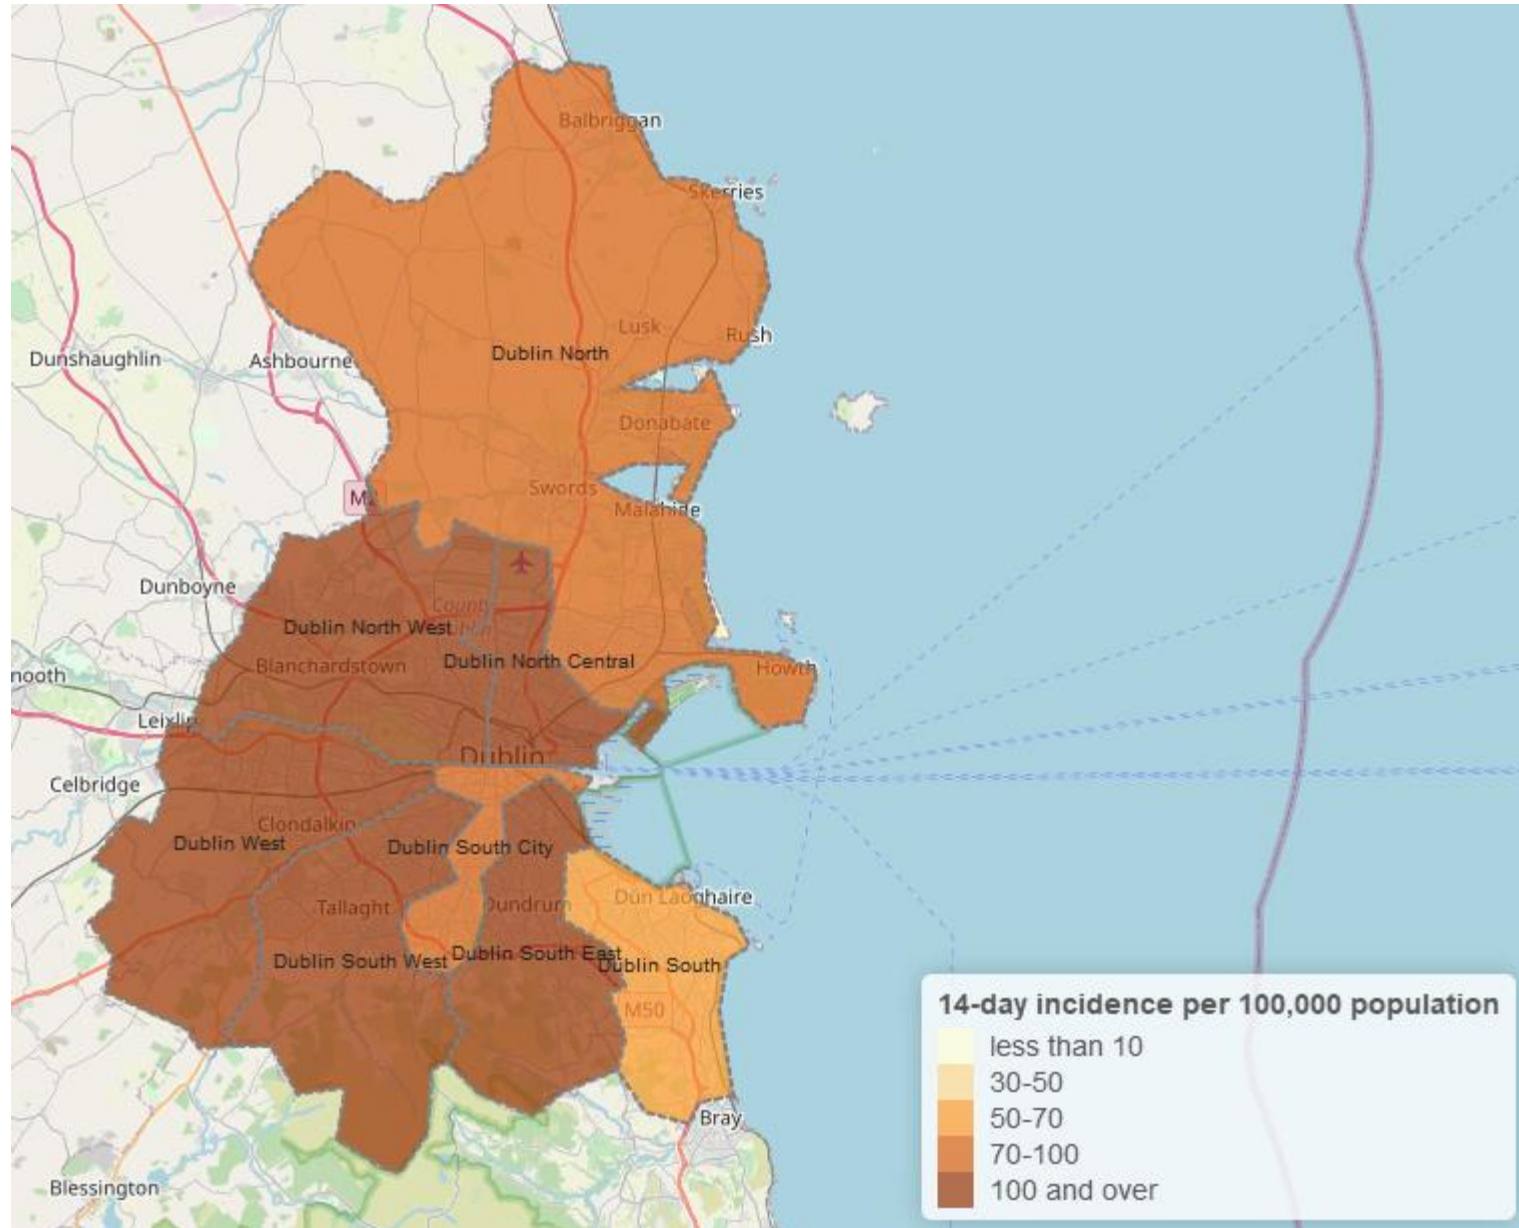 Balbriggan
Skerries
Lusk
Rush
Dublin North
Dunshaughlin
Ashbourne
Donabate
Swords
Malahide
Dunboyne
County
Dublin North West
Dublin North Central
Blanchardstown
Howth
nooth
Leixlip
Dublin
Celbridge
Clondalkin
Dublin West
Dublin South City
Dún Laoghaire
Tallaght
Dundrum
Dublin South West
Dublin South East
Dublin South
M50
Bray
Blessington
14-day incidence per 100,000 population
less than 10
30-50
50-70
70-100
100 and over